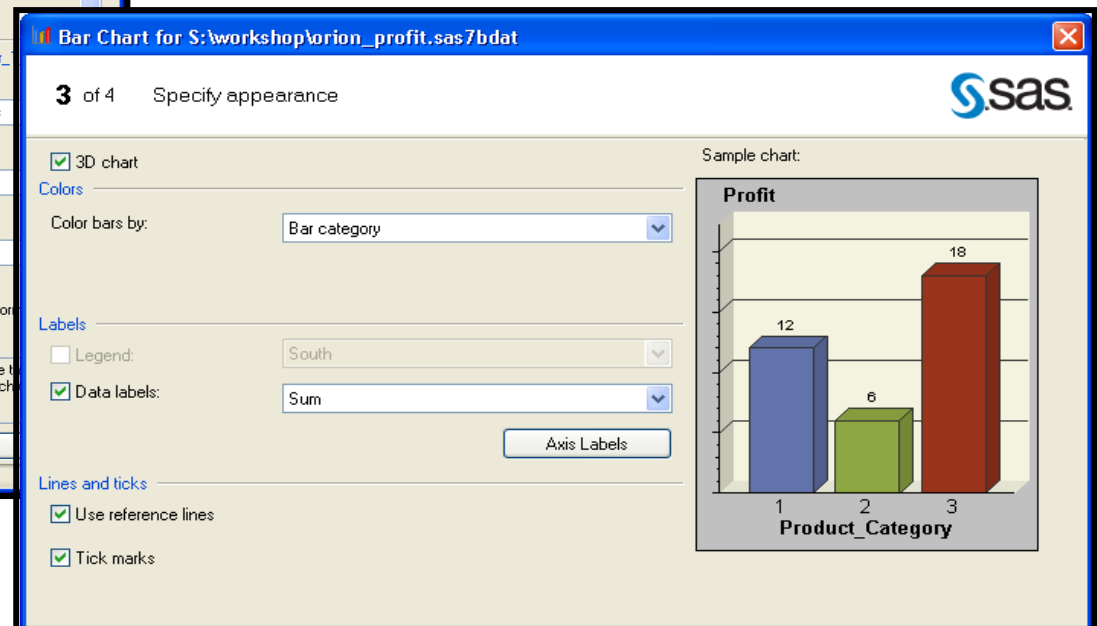 Bar Chart for S:\workshop\orion_profit.sas7bdat
3 of 4 Specify appearance
sas
3D chart
Colors
Color bars by: Bar category
Labels
Legend: South
Data labels: Sum
Axis Labels
Lines and ticks
Use reference lines
Tick marks
Sample chart:
Profit
18
12
6
1 2 3
Product_Category